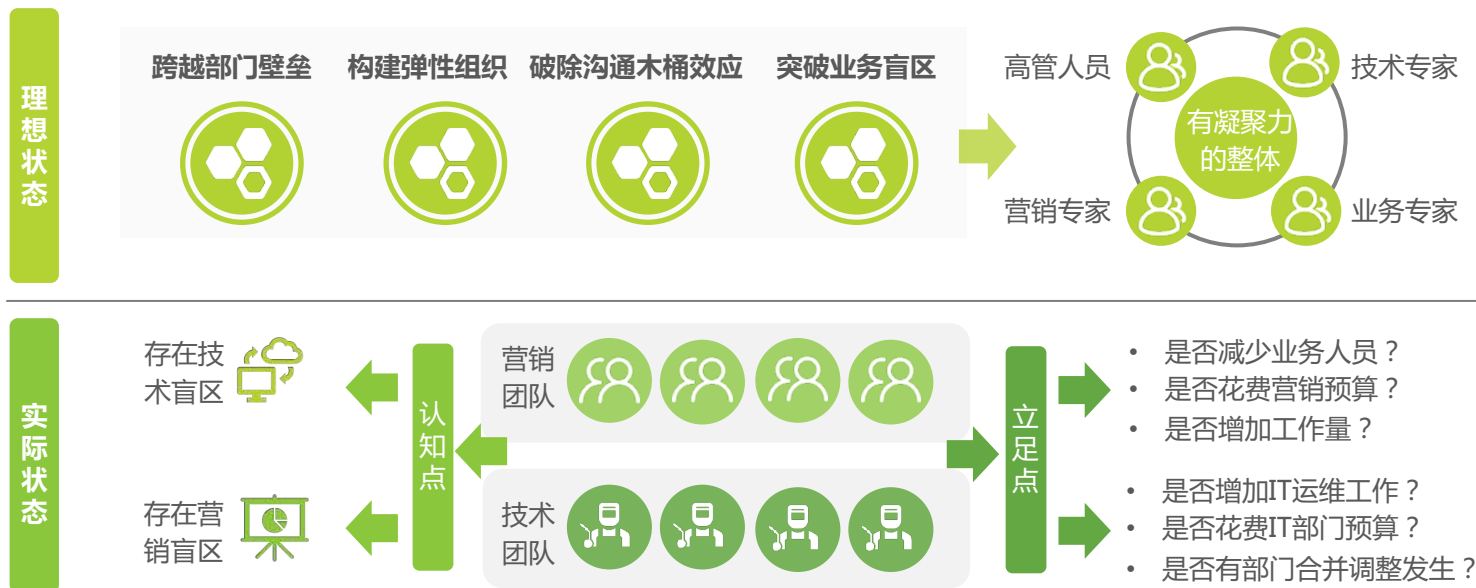 理想状态
跨越部门壁垒
构建弹性组织
破除沟通木桶效应
突破业务盲区
高管人员
技术专家
有凝聚力
的整体
营销专家
业务专家
实际状态
存在技
术盲区
存在营
销盲区
认知点
营销
团队
技术
团队
立足点
• 是否减少业务人员？
• 是否花费营销预算？
• 是否增加工作量？
• 是否增加IT运维工作？
• 是否花费IT部门预算？
• 是否有部门合并调整发生？